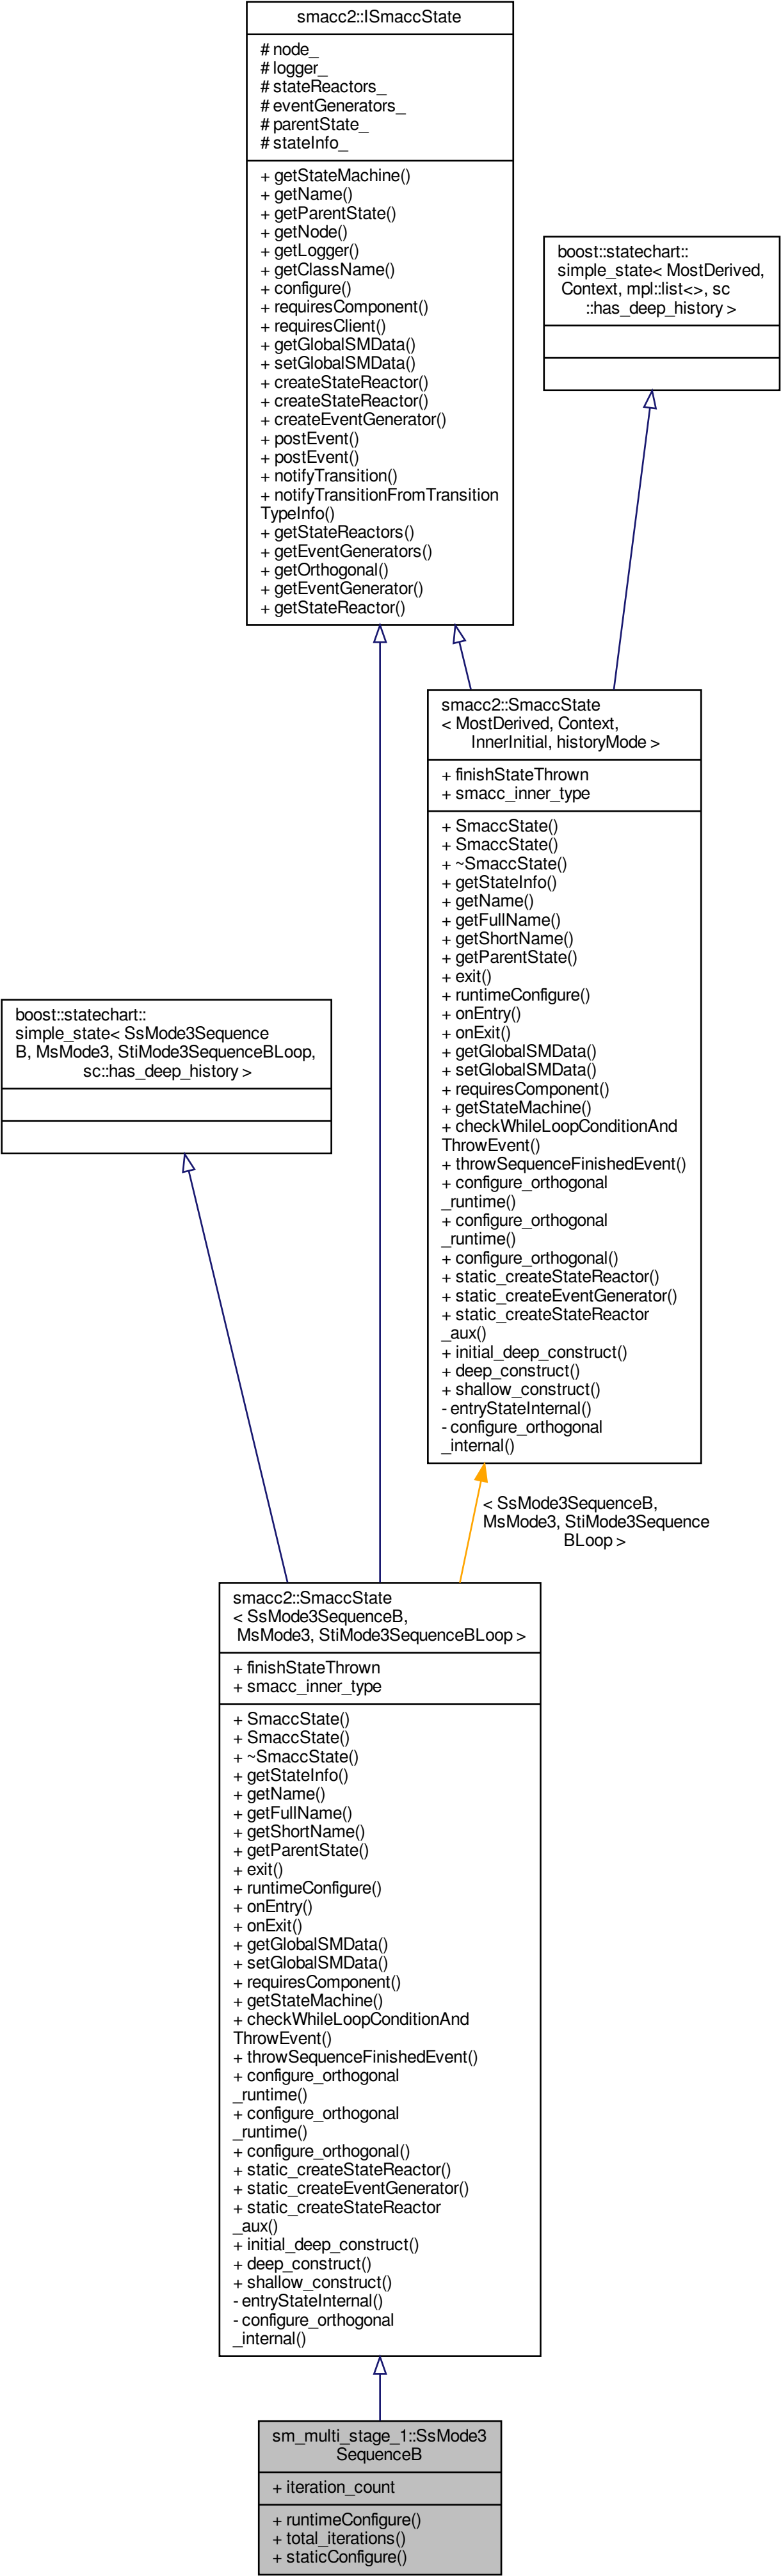 smacc2::ISmaccState
# node_
# logger_
# stateReactors_
# eventGenerators_
# parentState_
# stateInfo_
+ getStateMachine()
+ getName()
+ getParentState()
+ getNode()
+ getLogger()
+ getClassName()
+ configure()
+ requiresComponent()
+ requiresClient()
+ getGlobalSMData()
+ setGlobalSMData()
+ createStateReactor()
+ createStateReactor()
+ createEventGenerator()
+ postEvent()
+ postEvent()
+ notifyTransition()
+ notifyTransitionFromTransition
TypeInfo()
+ getStateReactors()
+ getEventGenerators()
+ getOrthogonal()
+ getEventGenerator()
+ getStateReactor()
boost::statechart::
simple_state< MostDerived,
Context, mpl::list<>, sc
::has_deep_history >
smacc2::SmaccState
< MostDerived, Context,
InnerInitial, historyMode >
+ finishStateThrown
+ smacc_inner_type
+ SmaccState()
+ SmaccState()
+ ~SmaccState()
+ getStateInfo()
+ getName()
+ getFullName()
+ getShortName()
+ getParentState()
+ exit()
+ runtimeConfigure()
+ onEntry()
+ onExit()
+ getGlobalSMData()
+ setGlobalSMData()
+ requiresComponent()
+ getStateMachine()
+ checkWhileLoopConditionAnd
ThrowEvent()
+ throwSequenceFinishedEvent()
+ configure_orthogonal
_runtime()
+ configure_orthogonal
_runtime()
+ configure_orthogonal()
+ static_createStateReactor()
+ static_createEventGenerator()
+ static_createStateReactor
_aux()
+ initial_deep_construct()
+ deep_construct()
+ shallow_construct()
- entryStateInternal()
- configure_orthogonal
_internal()
boost::statechart::
simple_state< SsMode3Sequence
B, MsMode3, StiMode3SequenceBLoop,
sc::has_deep_history >
< SsMode3SequenceB,
MsMode3, StiMode3Sequence
BLoop >
smacc2::SmaccState
< SsMode3SequenceB,
MsMode3, StiMode3SequenceBLoop >
+ finishStateThrown
+ smacc_inner_type
+ SmaccState()
+ SmaccState()
+ ~SmaccState()
+ getStateInfo()
+ getName()
+ getFullName()
+ getShortName()
+ getParentState()
+ exit()
+ runtimeConfigure()
+ onEntry()
+ onExit()
+ getGlobalSMData()
+ setGlobalSMData()
+ requiresComponent()
+ getStateMachine()
+ checkWhileLoopConditionAnd
ThrowEvent()
+ throwSequenceFinishedEvent()
+ configure_orthogonal
_runtime()
+ configure_orthogonal
_runtime()
+ configure_orthogonal()
+ static_createStateReactor()
+ static_createEventGenerator()
+ static_createStateReactor
_aux()
+ initial_deep_construct()
+ deep_construct()
+ shallow_construct()
- entryStateInternal()
- configure_orthogonal
_internal()
sm_multi_stage_1::SsMode3
SequenceB
+ iteration_count
+ runtimeConfigure()
+ total_iterations()
+ staticConfigure()